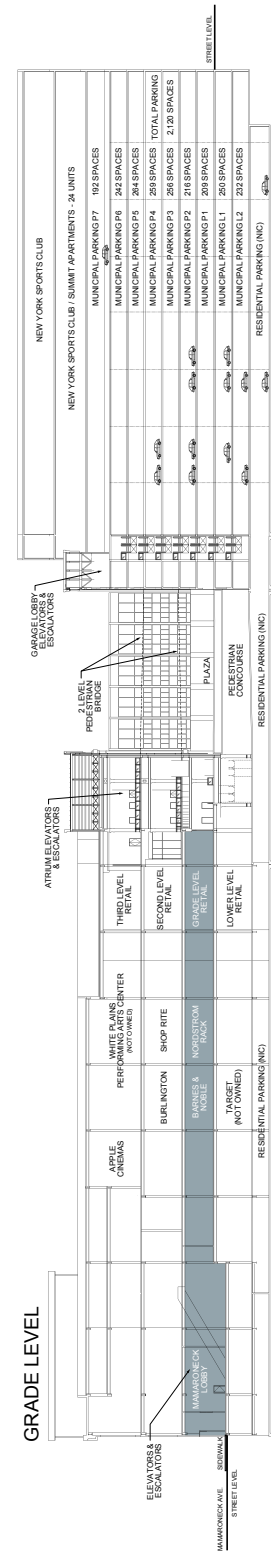 GRADE LEVEL
NEW YORK SPORTS CLUB
NEW YORK SPORTS CLUB / SUMMIT APARTMENTS - 24 UNITS
MUNICIPAL PARKING P7 192 SPACES
MUNICIPAL PARKING P6 242 SPACES
MUNICIPAL PARKING P5 264 SPACES
MUNICIPAL PARKING P4 259 SPACES TOTAL PARKING
MUNICIPAL PARKING P3 256 SPACES 2,120 SPACES
MUNICIPAL PARKING P2 216 SPACES
MUNICIPAL PARKING P1 209 SPACES
MUNICIPAL PARKING L1 250 SPACES
MUNICIPAL PARKING L2 232 SPACES
RESIDENTIAL PARKING (NIC)
STREET LEVEL
GARAGE LOBBY
ELEVATORS &
ESCALATORS
2 LEVEL
PEDESTRIAN
BRIDGE
PLAZA
PEDESTRIAN
CONCOURSE
RESIDENTIAL PARKING (NIC)
ATRIUM ELEVATORS
& ESCALATORS
THIRD LEVEL
RETAIL
SECOND LEVEL
RETAIL
GRADE LEVEL
RETAIL
LOWER LEVEL
RETAIL
WHITE PLAINS
PERFORMING ARTS CENTER
(NOT OWNED)
APPLE
CINEMAS
SHOP RITE
BURLINGTON
NORDSTROM
RACK
BARNES &
NOBLE
TARGET
(NOT OWNED)
RESIDENTIAL PARKING (NIC)
ELEVATORS &
ESCALATORS
MAMARONECK
LOBBY
MAMARONECK AVE. SIDEWALK
STREET LEVEL